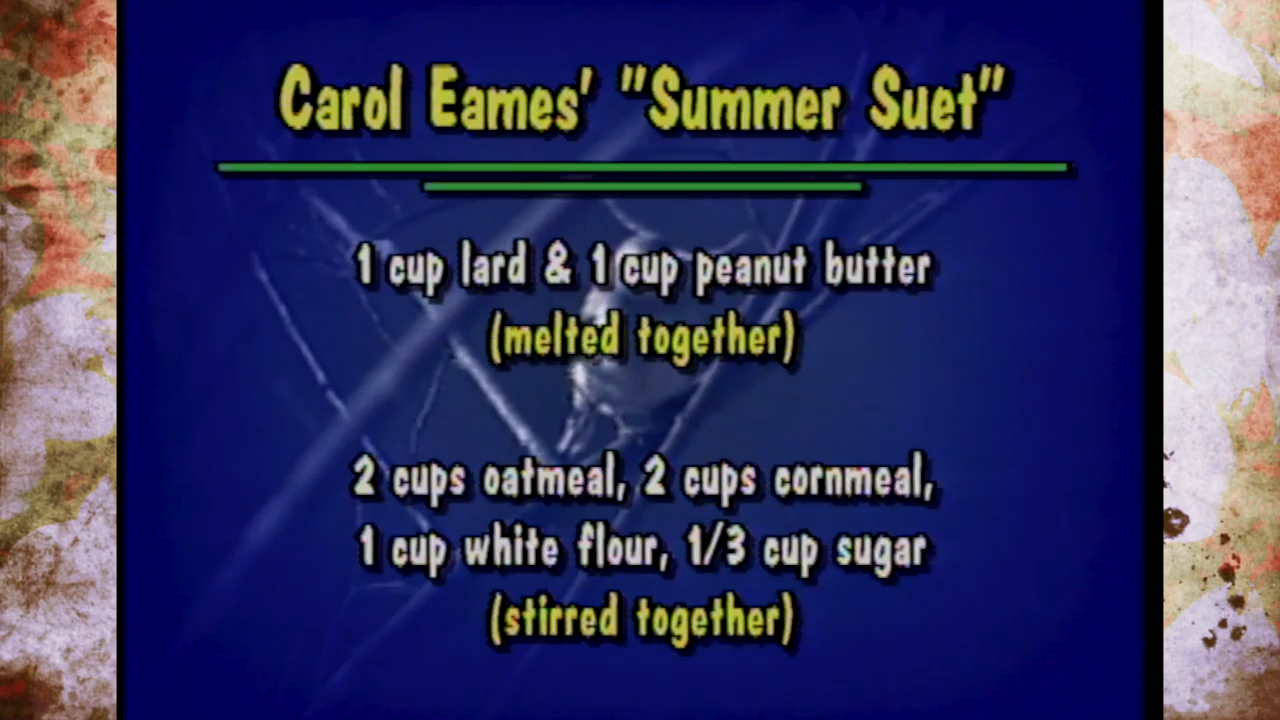 Carol Eames' "Summer Suet"
1 cup lard & 1 cup peanut butter
(melted together)
2 cups oatmeal, 2 cups cornmeal,
1 cup white flour, 1/3 cup sugar
(stirred together)